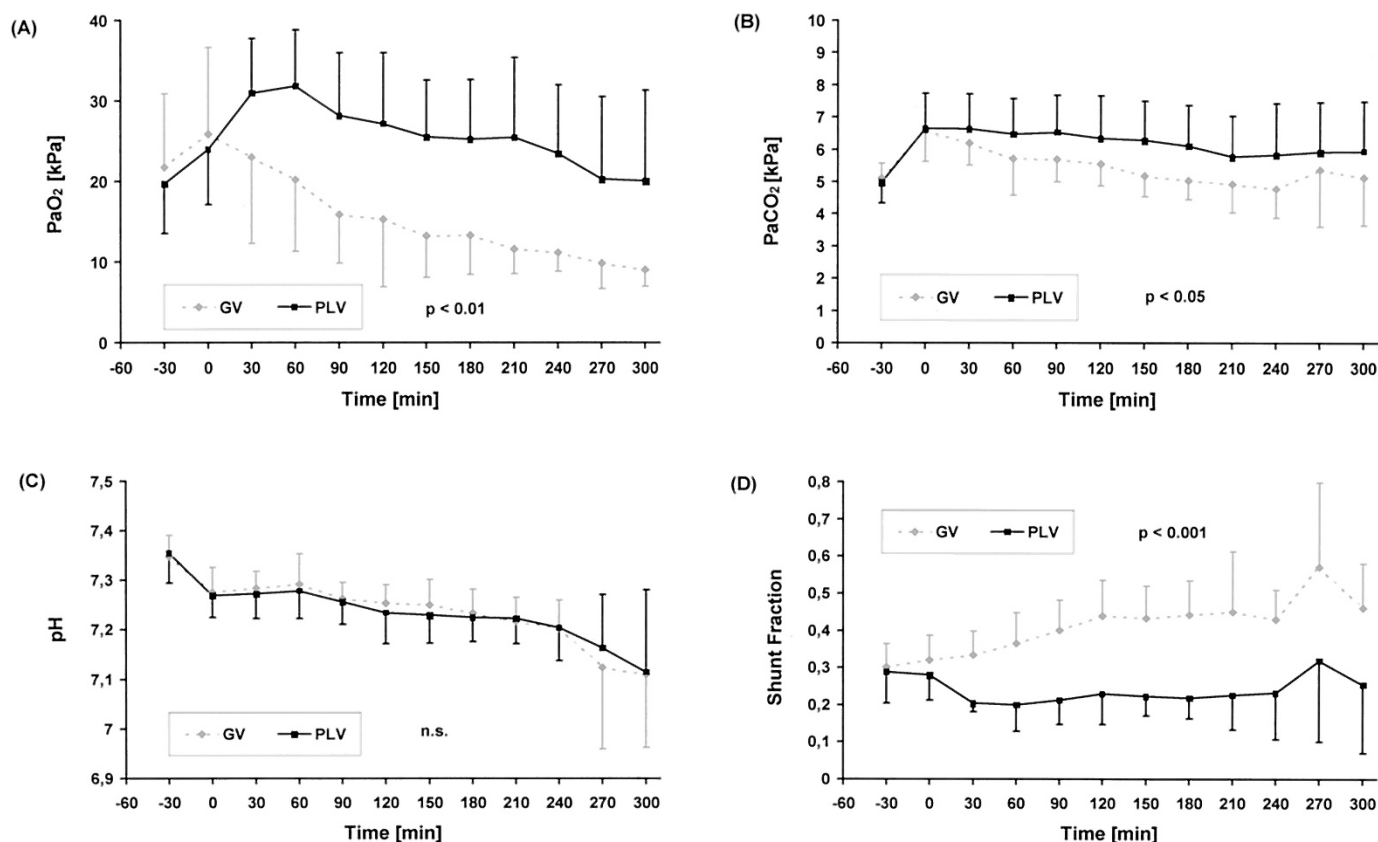 (A)
PaO2 [kPa]
40
30
20
10
0
GV PLV p < 0.01
-60 -30 0 30 60 90 120 150 180 210 240 270 300
Time [min]
(B)
PaCO2 [kPa]
10
9
8
7
6
5
4
3
2
1
0
GV PLV p < 0.05
-60 -30 0 30 60 90 120 150 180 210 240 270 300
Time [min]
(C)
pH
7,5
7,4
7,3
7,2
7,1
7
6,9
GV PLV n.s.
-60 -30 0 30 60 90 120 150 180 210 240 270 300
Time [min]
(D)
Shunt Fraction
0,8
0,7
0,6
0,5
0,4
0,3
0,2
0,1
0
GV PLV p < 0.001
-60 -30 0 30 60 90 120 150 180 210 240 270 300
Time [min]